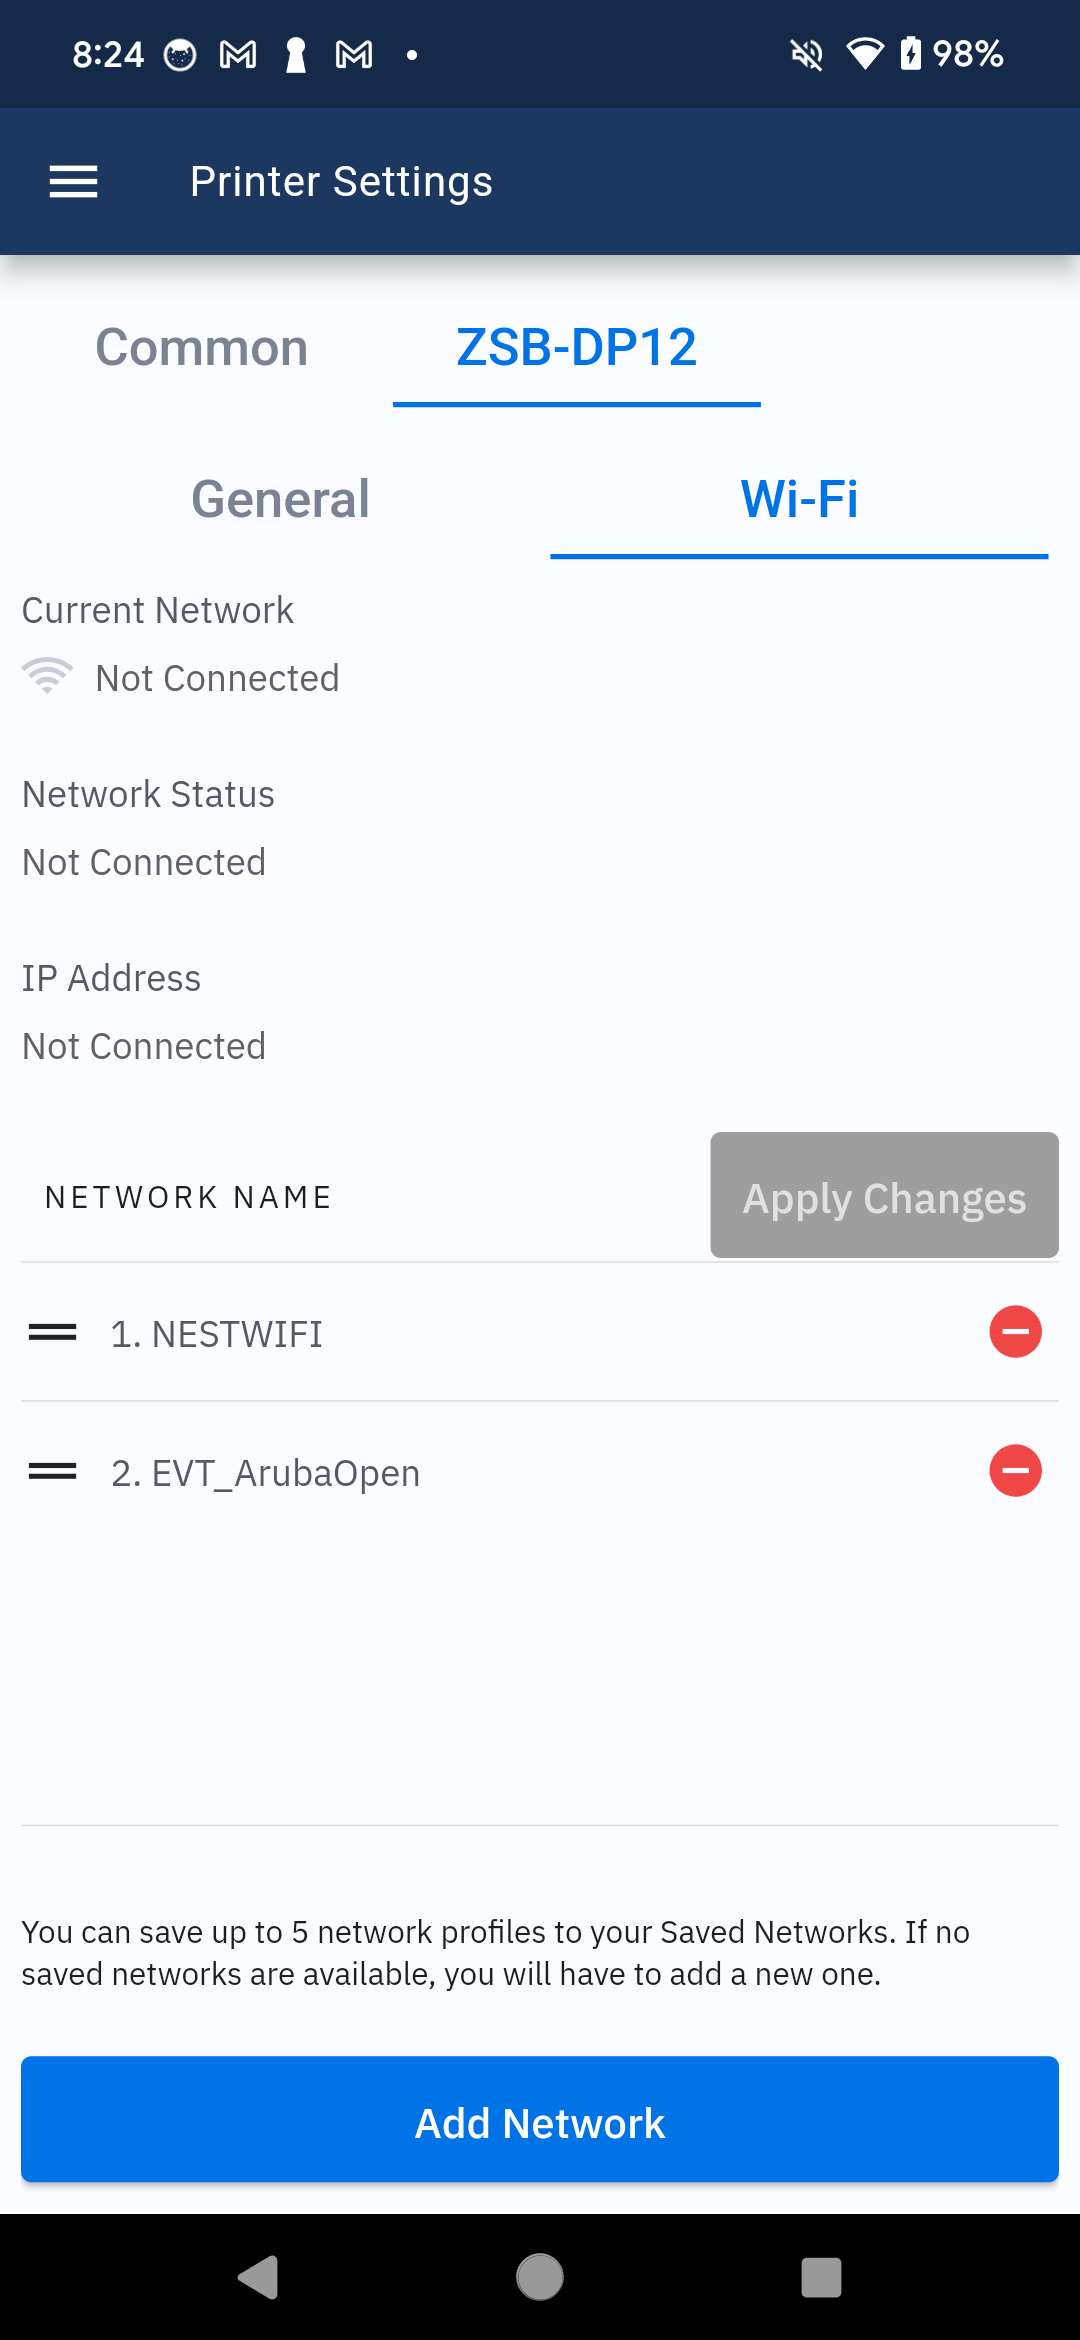 8:24 98%
Printer Settings
Common ZSB-DP12
General Wi-Fi
Current Network
Not Connected
Network Status
Not Connected
IP Address
Not Connected
NETWORK NAME Apply Changes
1. NESTWIFI
2. EVT_ArubaOpen
You can save up to 5 network profiles to your Saved Networks. If no
saved networks are available, you will have to add a new one.
Add Network